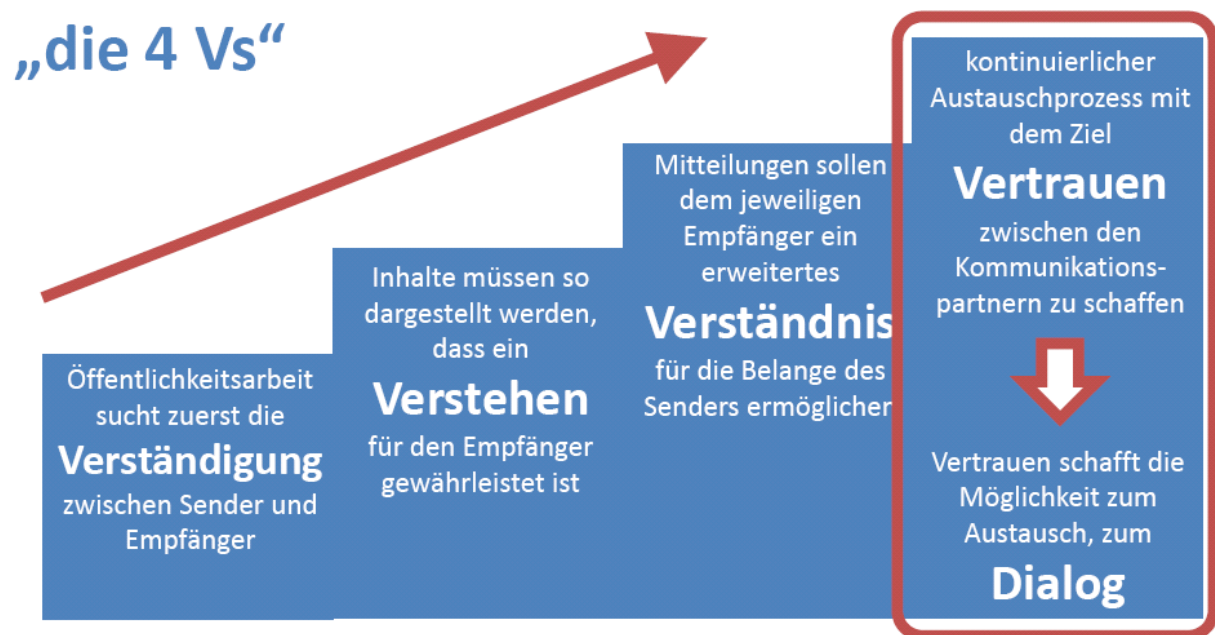 „die 4 Vs“
Öffentlichkeitsarbeit
sucht zuerst die
Verständigung
zwischen Sender und
Empfänger
Inhalte müssen so
dargestellt werden,
dass ein
Verstehen
für den Empfänger
gewährleistet ist
Mitteilungen sollen
dem jeweiligen
Empfänger ein
erweitertes
Verständnis
für die Belange des
Senders ermöglichen
kontinuierlicher
Austauschprozess mit
dem Ziel
Vertrauen
zwischen den
Kommunikations-
partnern zu schaffen
Vertrauen schafft die
Möglichkeit zum
Austausch, zum
Dialog